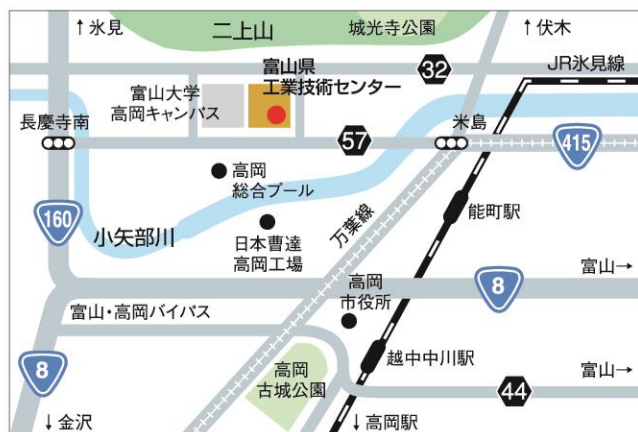 ↑氷見
二上山
城光寺公園
↑伏木
富山県
工業技術センター
32
JR氷見線
富山大学
高岡キャンパス
長慶寺南
57
米島
415
高岡
総合プール
160
小矢部川
日本曹達
高岡工場
万葉線
能町駅
富山→
8
高岡
市役所
富山・高岡バイパス
8
高岡
古城公園
越中中川駅
富山→
44
↓金沢
↓高岡駅